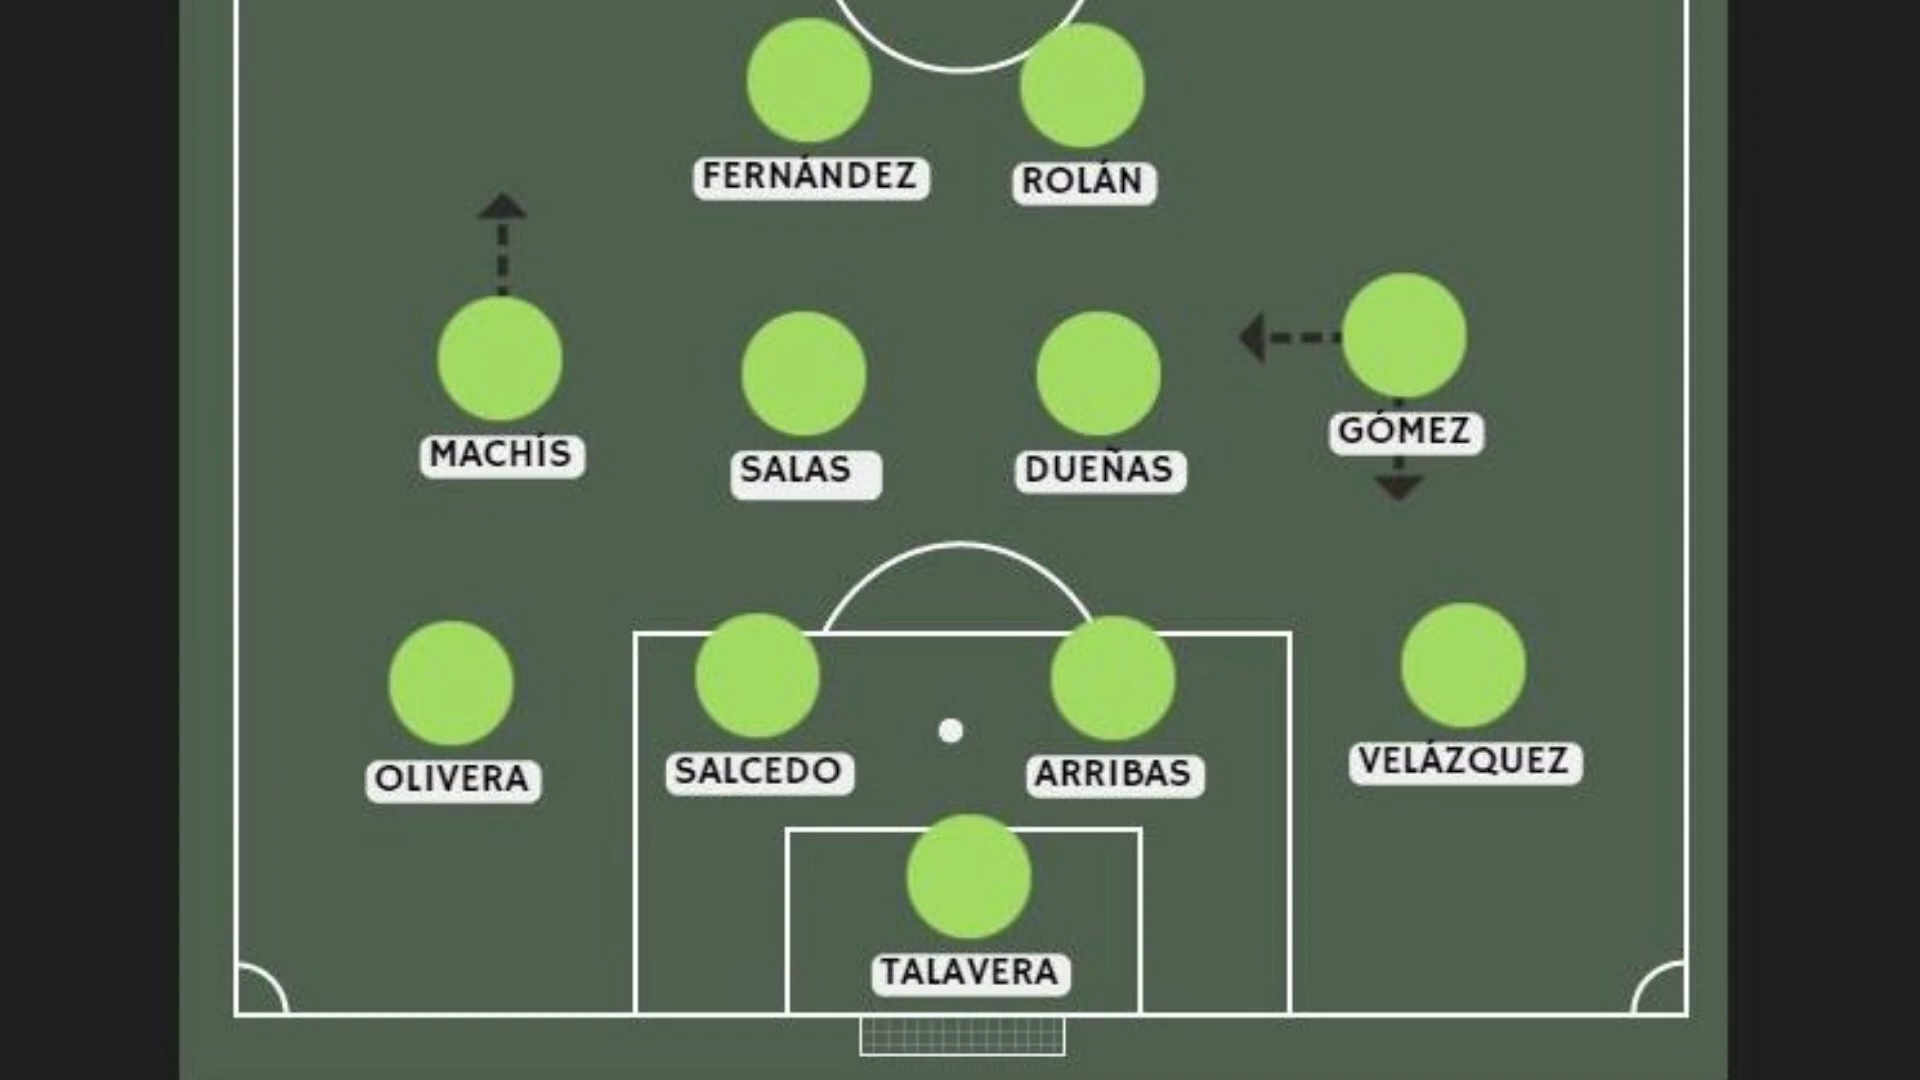 FERNÁNDEZ
ROLÁN
MACHÍS
SALAS
DUEÑAS
GÓMEZ
OLIVERA
SALCEDO
ARRIBAS
VELÁZQUEZ
TALAVERA